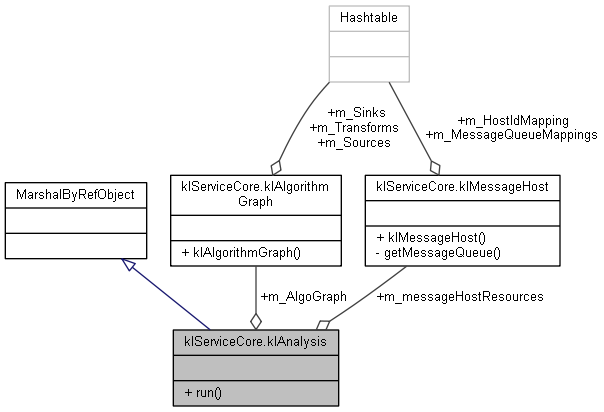 Hashtable
+m_Sinks
+m_Transforms
+m_Sources
+m_HostIdMapping
+m_MessageQueueMappings
MarshalByRefObject
klServiceCore.klAlgorithm
Graph
+ klAlgorithmGraph()
klServiceCore.klMessageHost
+ klMessageHost()
- getMessageQueue()
+m_AlgoGraph
+m_messageHostResources
klServiceCore.klAnalysis
+ run()